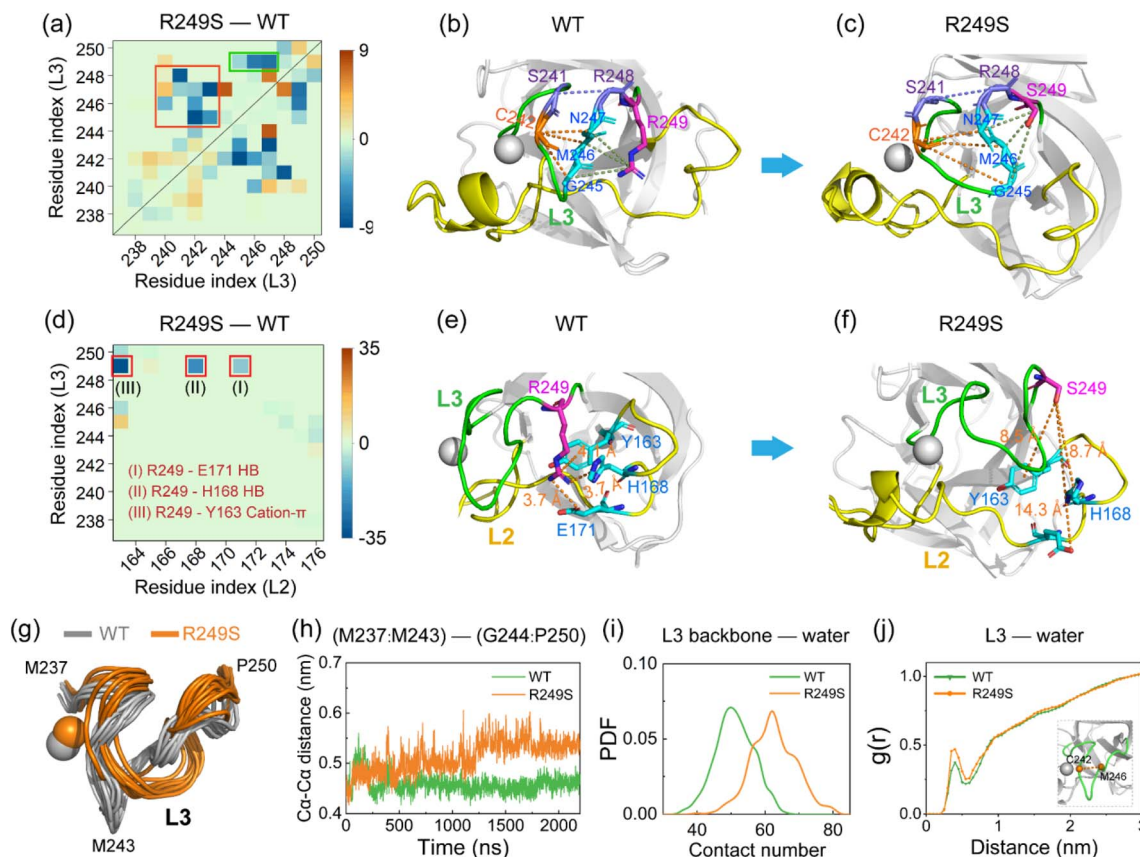 (a) R249S — WT
250
248
246
244
242
240
238
Residue index (L3)
238 240 242 244 246 248 250
Residue index (L3)
9
0
-9
(b) WT
S241 R248
C242 N247 R249
M246
G245
L3
(c) R249S
S241 R248 S249
N247
C242
M246
G245
L3
(d) R249S — WT
250
248
246
244
242
240
238
Residue index (L3)
(III) (II) (I)
(I) R249 - E171 HB
(II) R249 - H168 HB
(III) R249 - Y163 Cation-π
164 166 168 170 172 174 176
Residue index (L2)
35
0
-35
(e) WT
R249
L3
Y163
H168
3.7 Å
E171
L2
(f) R249S
L3
S249
8.7 Å
Y163
14.3 Å
H168
L2
(g) WT R249S
M237 P250
L3
M243
(h) (M237:M243) — (G244:P250)
Cα-Cα distance (nm)
0.7
0.6
0.5
0.4
WT
R249S
0 500 1000 1500 2000
Time (ns)
(i) L3 backbone — water
PDF
0.10
0.05
0.00
WT
R249S
40 60 80
Contact number
(j) L3 — water
g(r)
1.0
0.5
0.0
WT
R249S
C242
M246
0 1 2 3
Distance (nm)